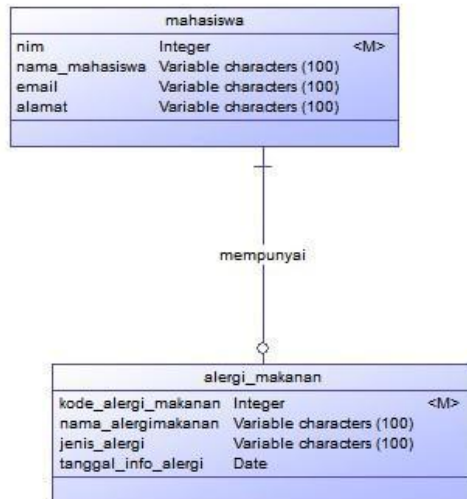 mahasiswa
nim Integer <M>
nama_mahasiswa Variable characters (100)
email Variable characters (100)
alamat Variable characters (100)
mempunyai
alergi_makanan
kode_alergi_makanan Integer <M>
nama_alergimakanan Variable characters (100)
jenis_alergi Variable characters (100)
tanggal_info_alergi Date